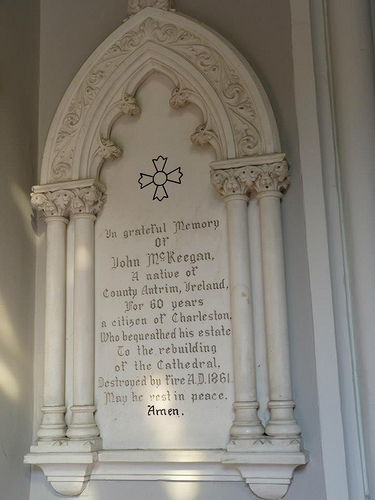 In grateful Memory
Of
John McKeegan,
A native of
County Antrim, Ireland,
For 60 years
a citizen of Charleston,
Who bequeathed his estate
To the rebuilding
of the Cathedral,
Destroyed by fire A.D. 1861.
May he rest in peace,
Amen.